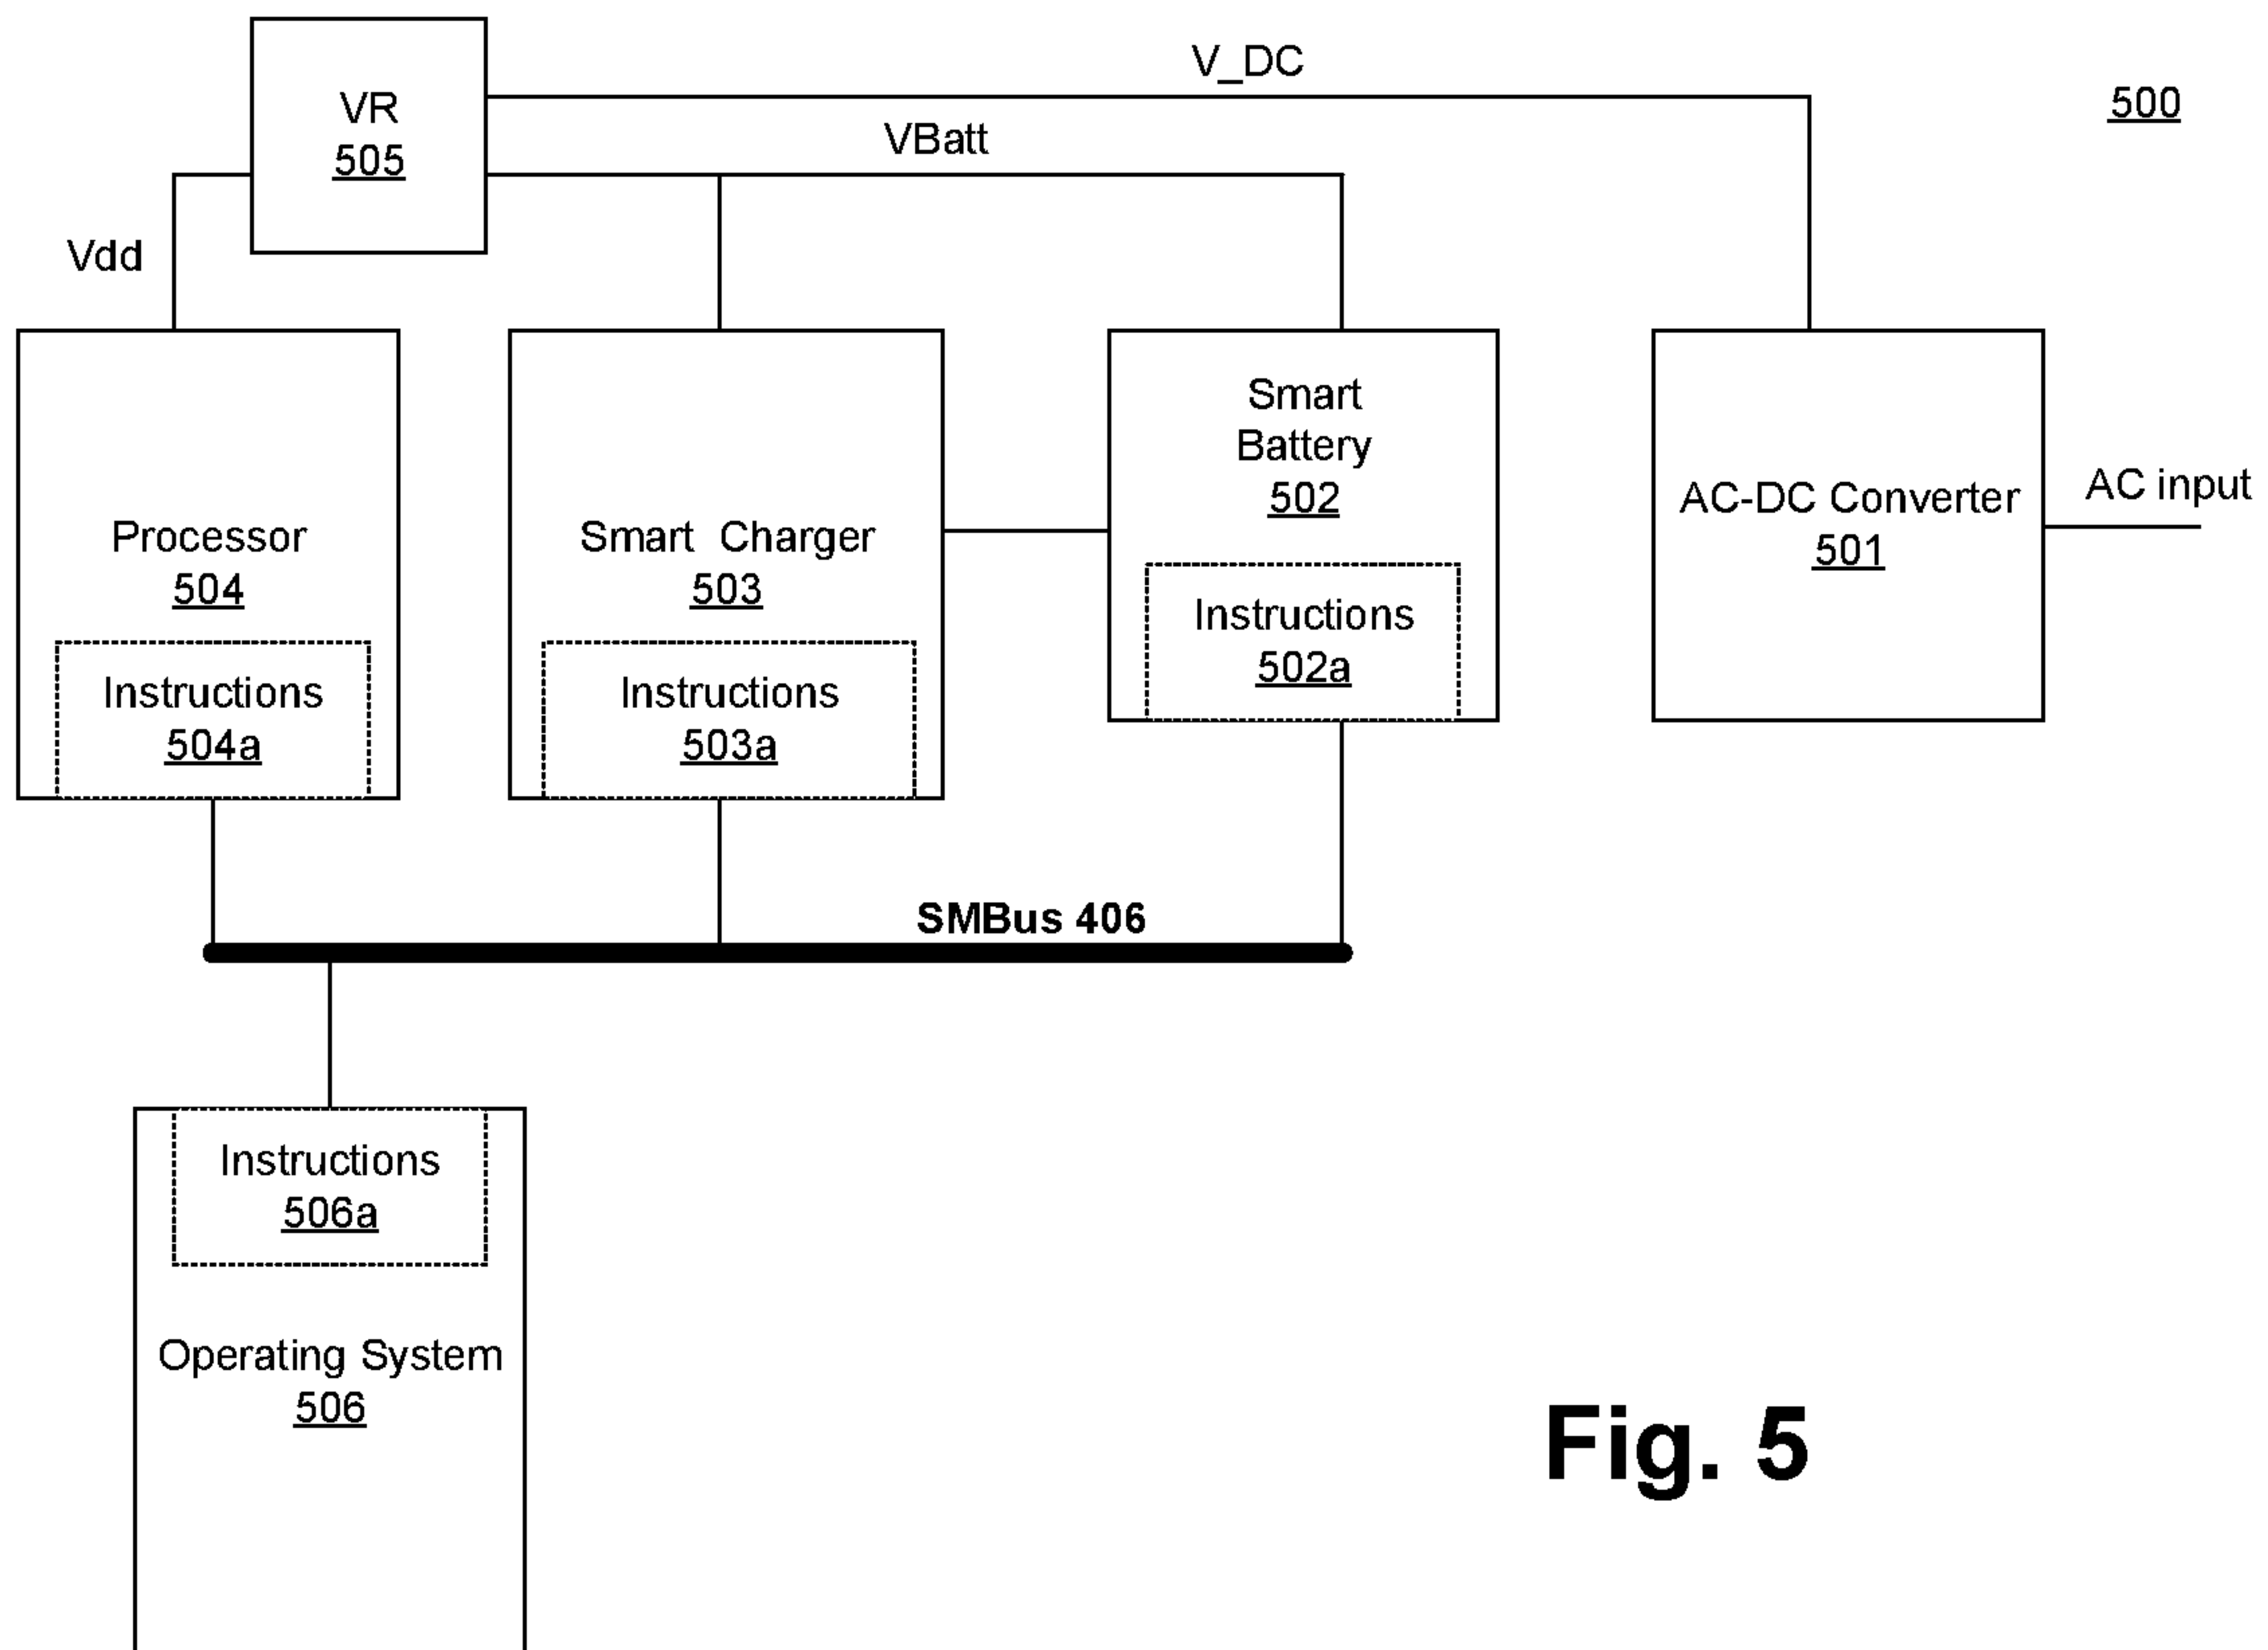 V_DC
500
VR
505
VBatt
Vdd
Processor
504
Instructions
504a
Smart Charger
503
Instructions
503a
Smart
Battery
502
Instructions
502a
AC-DC Converter
501
AC input
SMBus 406
Instructions
506a
Operating System
506
Fig. 5